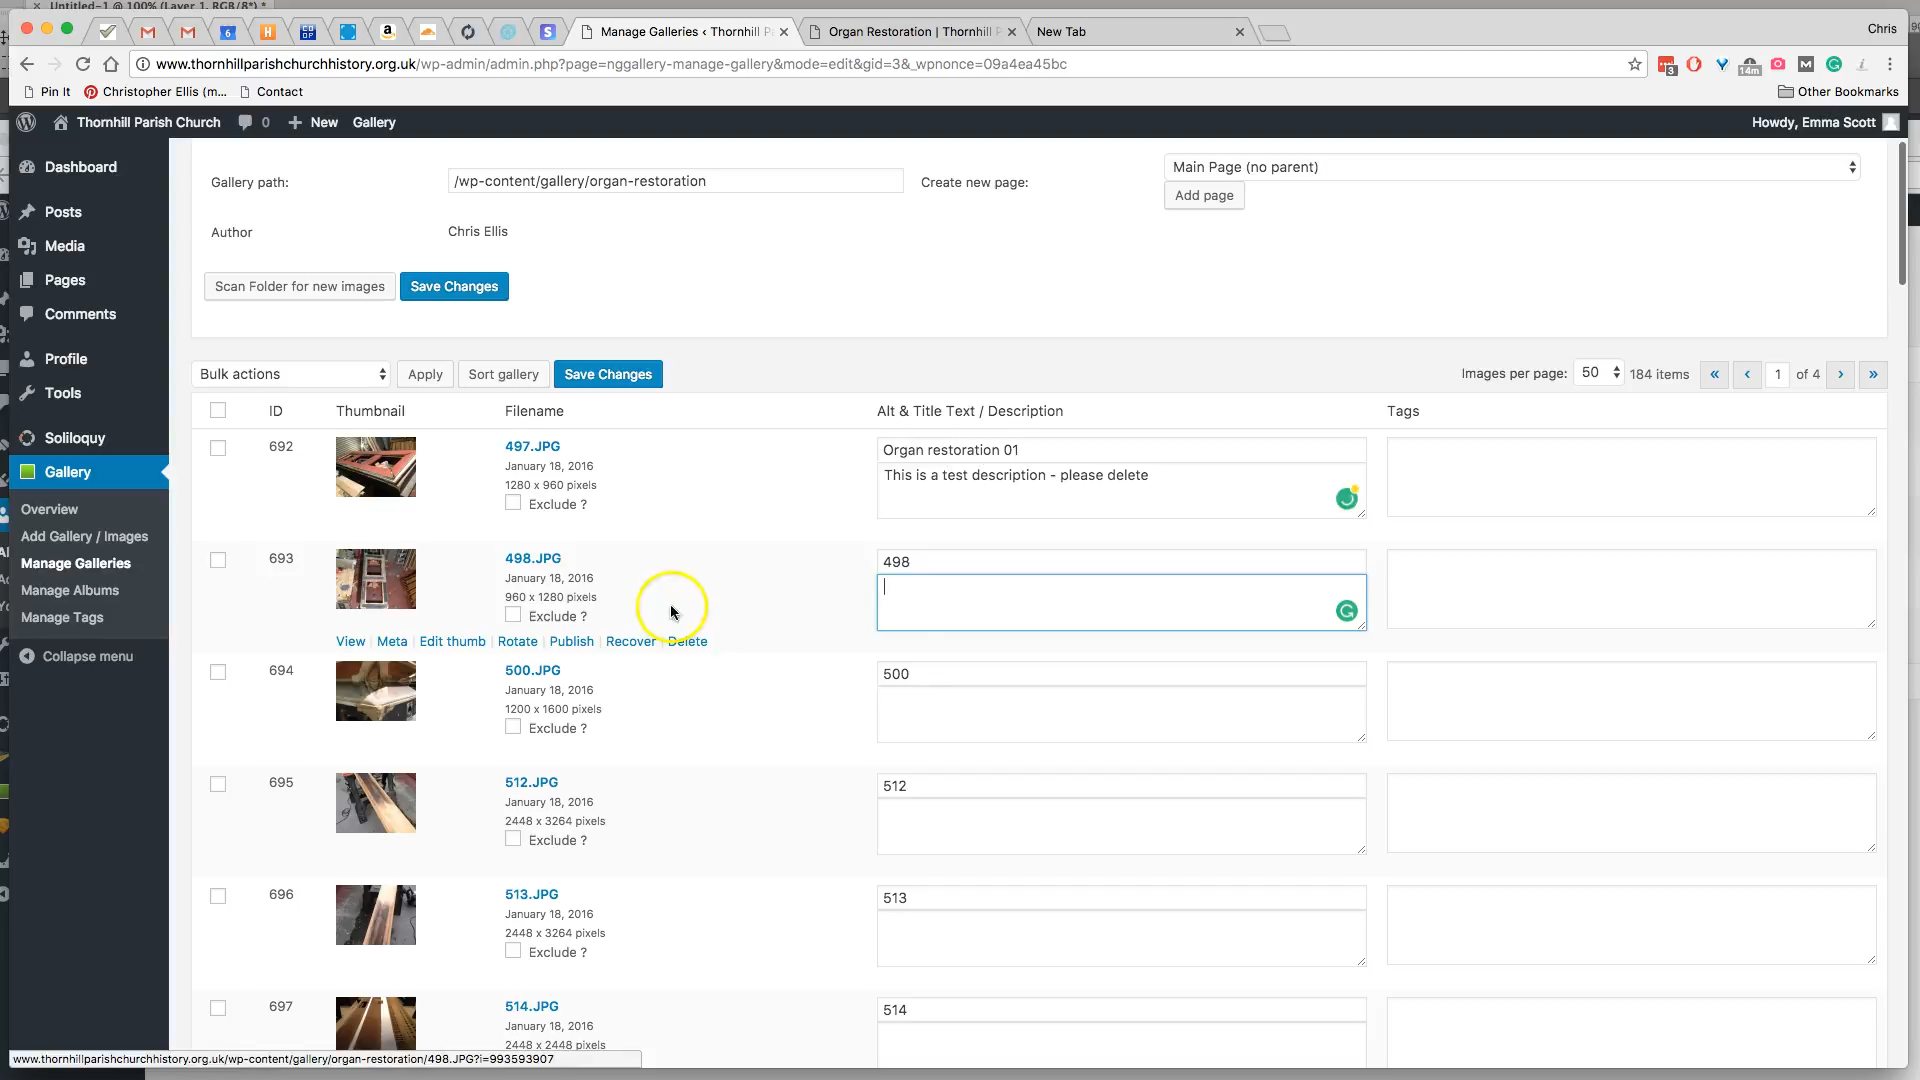 Untitled-1 @ 100% (Layer 1, RGB/8*) *
Manage Galleries ‹ Thornhill P
Organ Restoration | Thornhill P
New Tab
Chris
www.thornhillparishchurchhistory.org.uk/wp-admin/admin.php?page=nggallery-manage-gallery&mode=edit&gid=3&_wpnonce=09a4ea45bc
3
14m
Pin It
Christopher Ellis (m...
Contact
Other Bookmarks
Thornhill Parish Church
0
New
Gallery
Howdy, Emma Scott
Dashboard
Posts
Media
Pages
Comments
Profile
Tools
Soliloquy
Gallery
Overview
Add Gallery / Images
Manage Galleries
Manage Albums
Manage Tags
Collapse menu
Gallery path:
/wp-content/gallery/organ-restoration
Create new page:
Main Page (no parent)
Add page
Author
Chris Ellis
Scan Folder for new images
Save Changes
Bulk actions
Apply
Sort gallery
Save Changes
Images per page:
50
184 items
«
‹
1
of 4
›
»
ID
Thumbnail
Filename
Alt & Title Text / Description
Tags
692
497.JPG
January 18, 2016
1280 x 960 pixels
Exclude ?
Organ restoration 01
This is a test description - please delete
693
498.JPG
January 18, 2016
960 x 1280 pixels
Exclude ?
View | Meta | Edit thumb | Rotate | Publish | Recover | Delete
498
694
500.JPG
January 18, 2016
1200 x 1600 pixels
Exclude ?
500
695
512.JPG
January 18, 2016
2448 x 3264 pixels
Exclude ?
512
696
513.JPG
January 18, 2016
2448 x 3264 pixels
Exclude ?
513
697
514.JPG
January 18, 2016
2448 x 2448 pixels
514
www.thornhillparishchurchhistory.org.uk/wp-content/gallery/organ-restoration/498.JPG?i=993593907